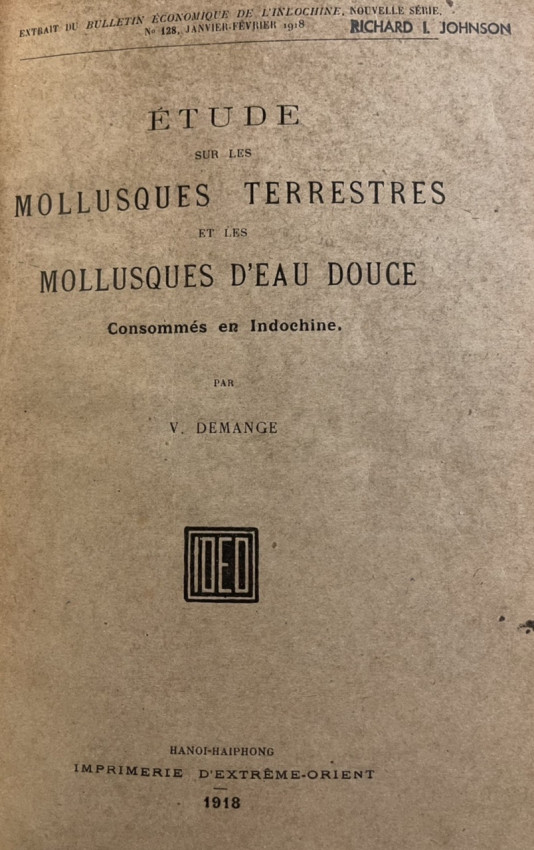 EXTRAIT DU BULLETIN ÉCONOMIQUE DE L'INDOCHINE, NOUVELLE SÉRIE,
Nº 128, JANVIER-FÉVRIER 1918
RICHARD I. JOHNSON
ÉTUDE
SUR LES
MOLLUSQUES TERRESTRES
ET LES
MOLLUSQUES D'EAU DOUCE
Consommés en Indochine.
PAR
V. DEMANGE
IDEO
HANOI-HAIPHONG
IMPRIMERIE D'EXTRÊME-ORIENT
1918